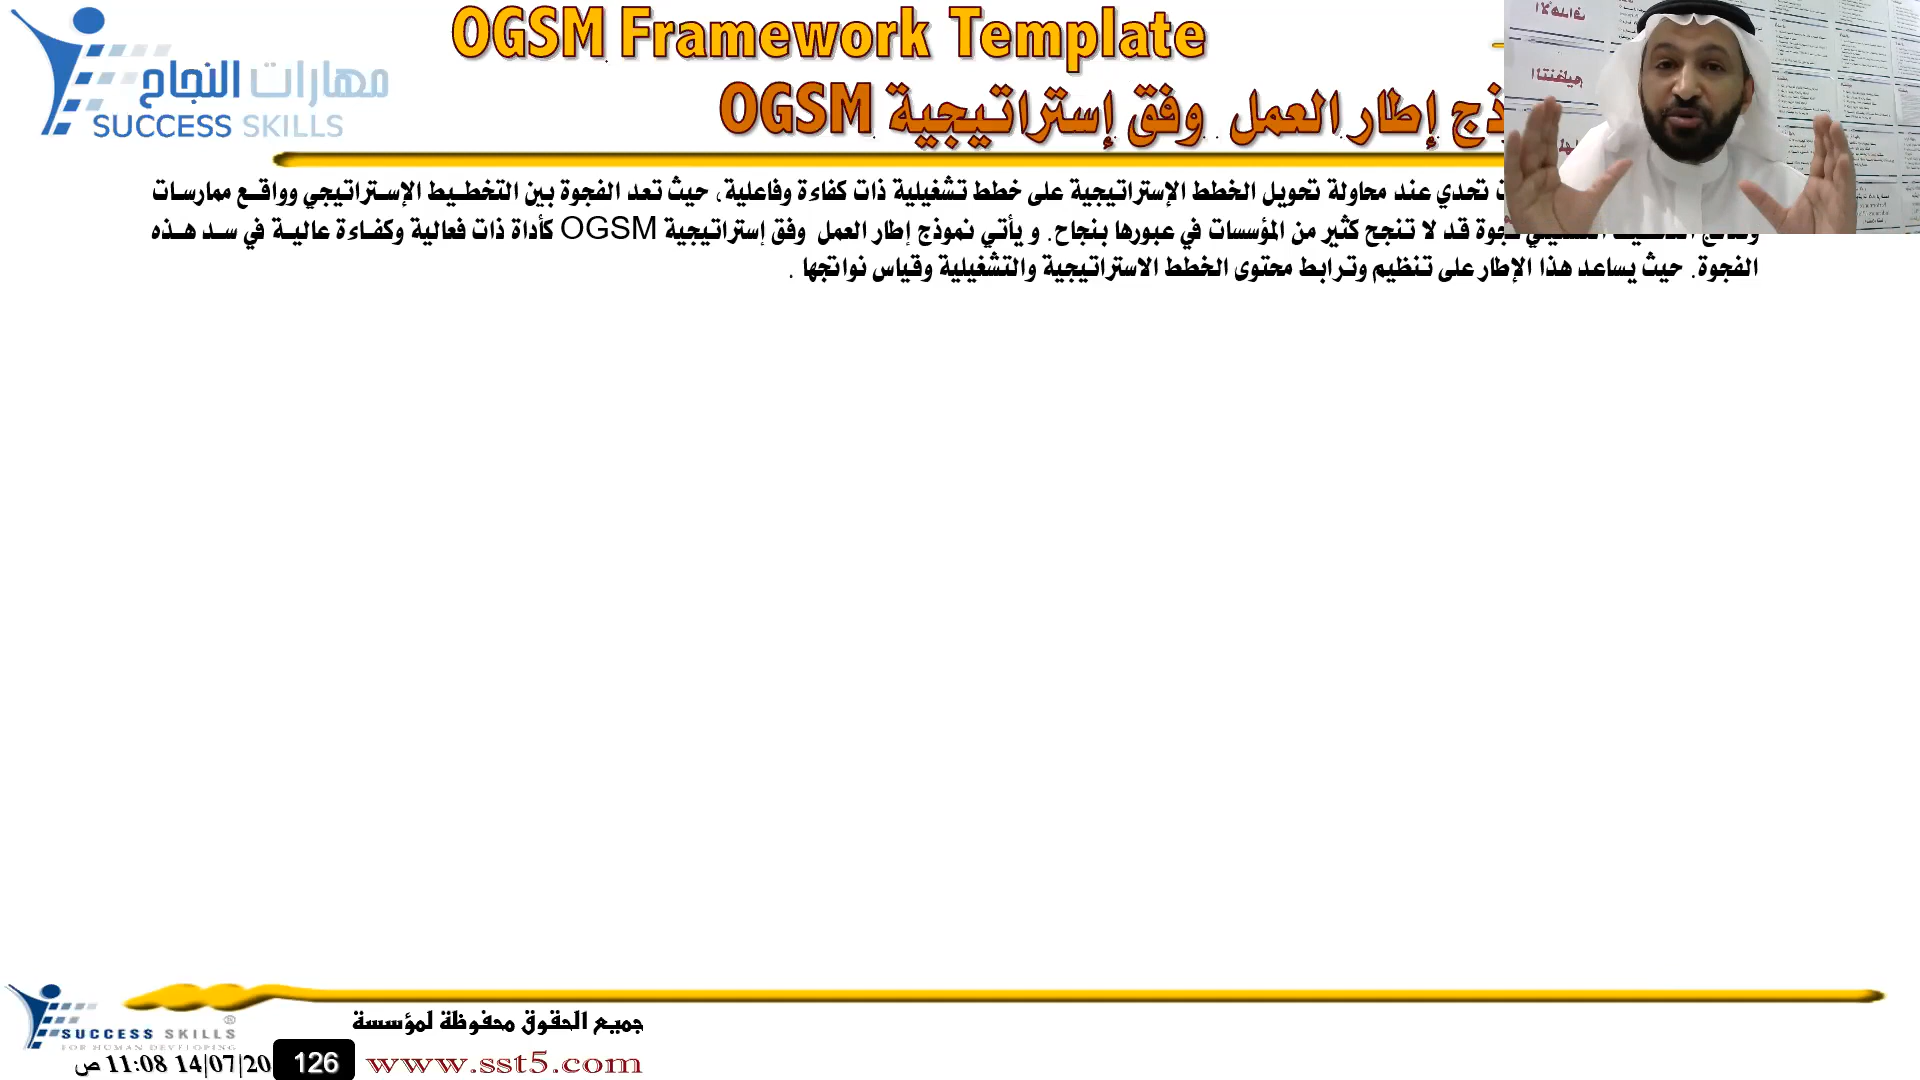 OGSM Framework Template
إطار العمل وفق إستراتيجية OGSM
مهارات النجاح
SUCCESS SKILLS
تحدي عند محاولة تحويل الخطط الإستراتيجية على خطط تشغيلية ذات كفاءة وفاعلية، حيث تعد الفجوة بين التخطيط الإستراتيجي وواقع ممارسات
قد لا تنجح كثير من المؤسسات في عبورها بنجاح. و يأتي نموذج إطار العمل وفق إستراتيجية OGSM كأداة ذات فعالية وكفاءة عالية في سد هذه
الفجوة. حيث يساعد هذا الإطار على تنظيم وترابط محتوى الخطط الاستراتيجية والتشغيلية وقياس نواتجها .
جميع الحقوق محفوظة لمؤسسة
SUCCESS SKILLS ®
FOR HUMAN DEVELOPING
www.sst5.com
126
14/07/20 11:08 ص